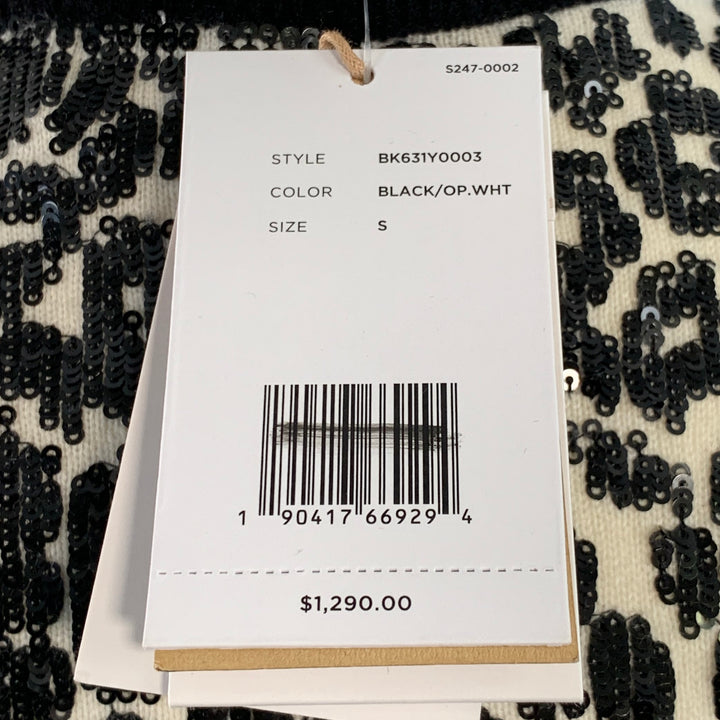 S247-0002
STYLE BK631Y0003
COLOR BLACK/OP.WHT
SIZE S
1 90417 66929 4
$1,290.00